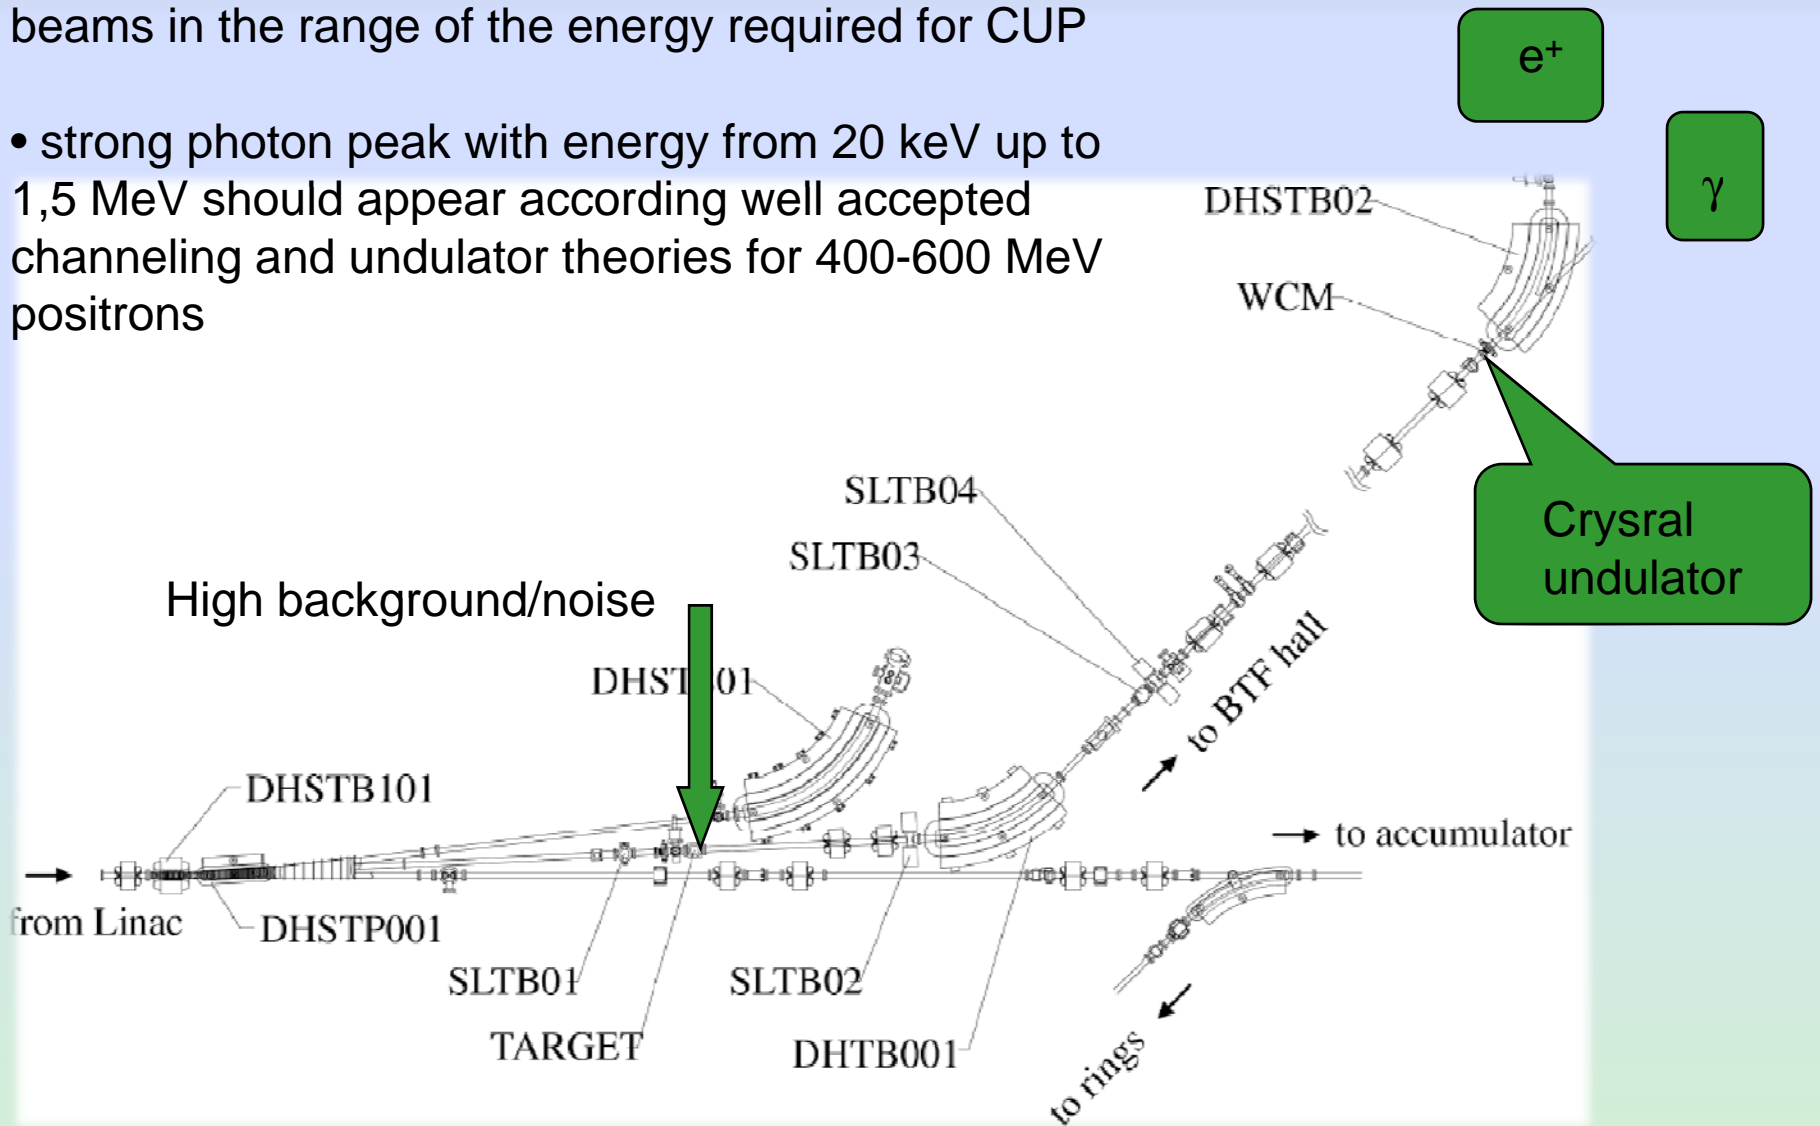 beams in the range of the energy required for CUP
e⁺
• strong photon peak with energy from 20 keV up to
1,5 MeV should appear according well accepted
channeling and undulator theories for 400-600 MeV
positrons
γ
DHSTB02
WCM
SLTB04
SLTB03
Crysral
undulator
High background/noise
to BTF hall
DHST 01
DHSTB101
to accumulator
from Linac
DHSTP001
SLTB01
SLTB02
TARGET
DHTB001
to rings